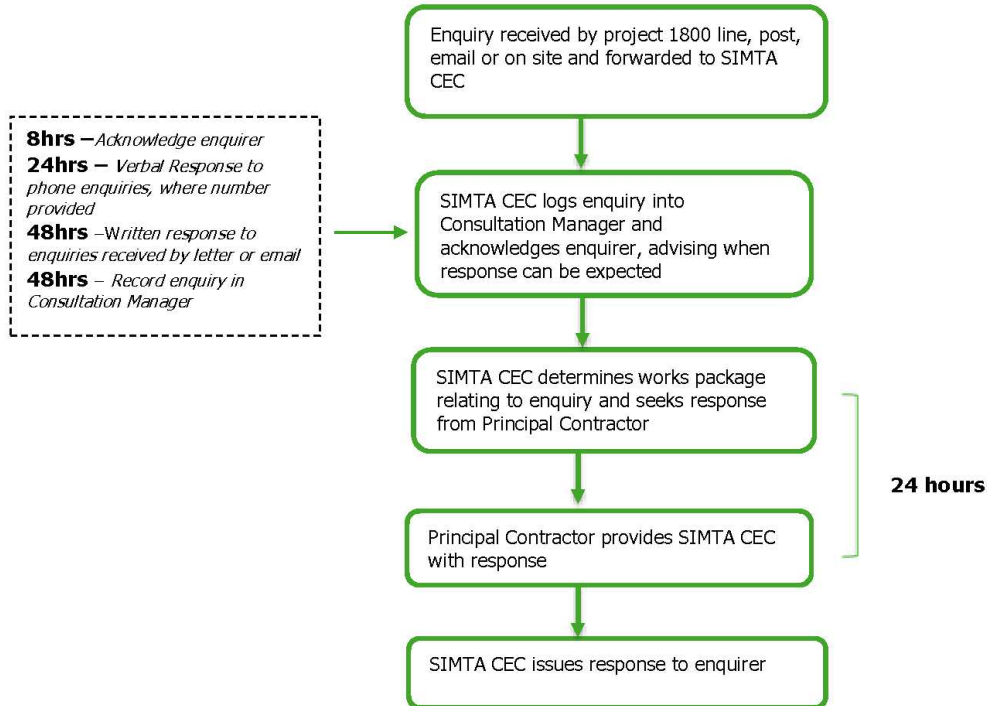 Enquiry received by project 1800 line, post,
email or on site and forwarded to SIMTA
CEC
8hrs –Acknowledge enquirer
24hrs – Verbal Response to
phone enquiries, where number
provided
48hrs –Written response to
enquiries received by letter or email
48hrs – Record enquiry in
Consultation Manager
SIMTA CEC logs enquiry into
Consultation Manager and
acknowledges enquirer, advising when
response can be expected
SIMTA CEC determines works package
relating to enquiry and seeks response
from Principal Contractor
24 hours
Principal Contractor provides SIMTA CEC
with response
SIMTA CEC issues response to enquirer